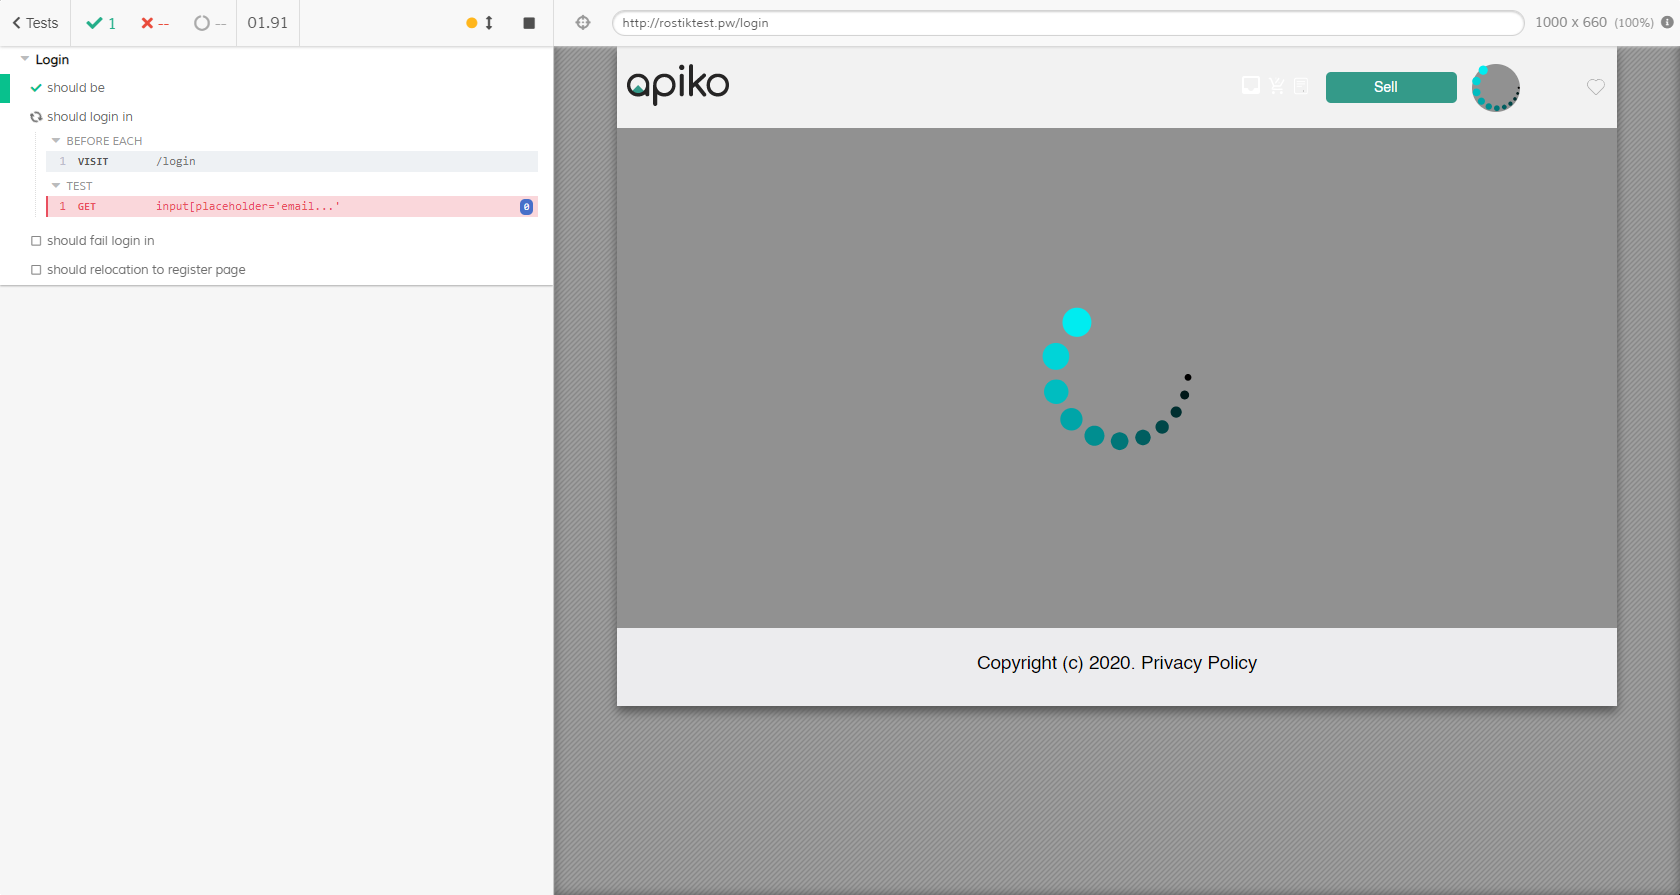 Tests
1
--
--
01.91
http://rostiktest.pw/login
1000 x 660 (100%)
Login
should be
should login in
BEFORE EACH
1 VISIT /login
TEST
1 GET input[placeholder='email...' 0
should fail login in
should relocation to register page
apiko
Sell
Copyright (c) 2020. Privacy Policy